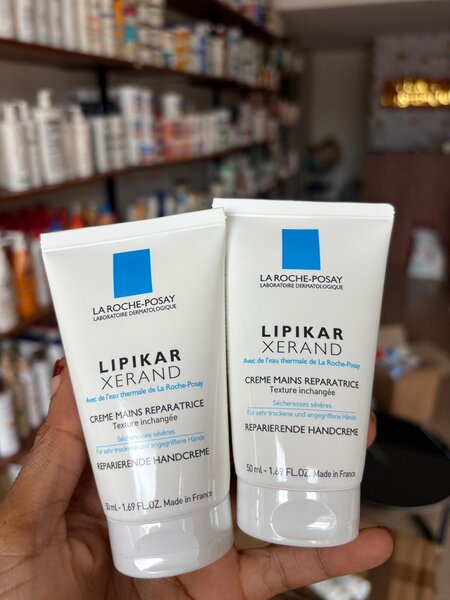 LA ROCHE-POSAY
LABORATOIRE DERMATOLOGIQUE
LIPIKAR
XERAND
Avec de l'eau thermale de La Roche-Posay
CREME MAINS REPARATRICE
Texture inchangée
Sécheresses sévères
Für sehr trockene und angegriffene Hände
REPARIERENDE HANDCREME
50 ml - 1.69 FL.OZ. Made in France
LA ROCHE-POSAY
LABORATOIRE DERMATOLOGIQUE
LIPIKAR
XERAND
Avec de l'eau thermale de La Roche-Posay
CREME MAINS REPARATRICE
Texture inchangée
Sécheresses sévères
Für sehr trockene und angegriffene Hände
REPARIERENDE HANDCREME
50 ml - 1.69 FL.OZ. Made in France